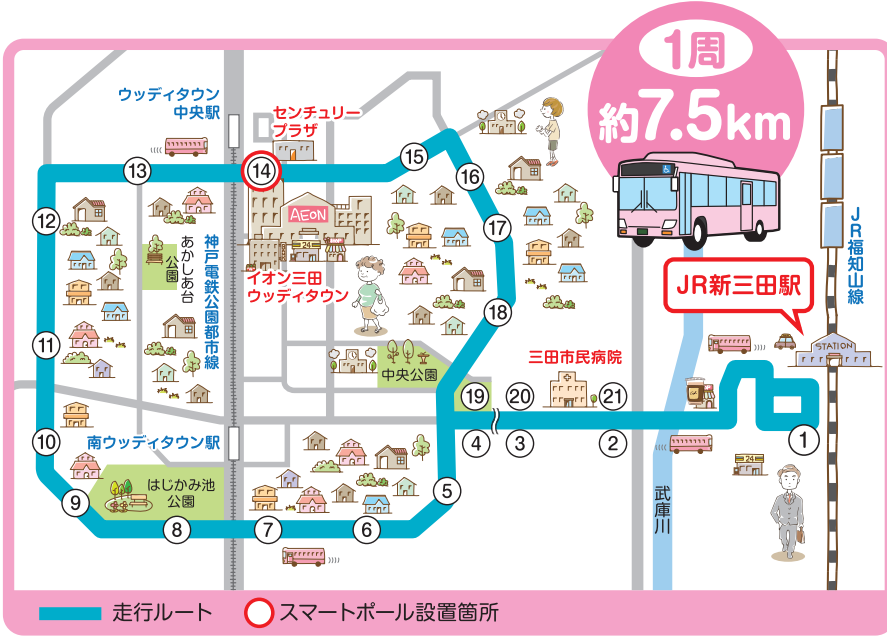 1周
約7.5km
ウッディタウン
中央駅
センチュリー
プラザ
15
13
14
16
12
AEON
17
24
あかしあ台
公園
神戸電鉄公園都市線
イオン三田
ウッディタウン
JR福知山線
JR新三田駅
18
STATION
11
三田市民病院
中央公園
19
20
21
10
南ウッディタウン駅
4
3
2
1
24
はじかみ池
公園
9
5
武庫川
8
7
6
走行ルート
スマートポール設置箇所